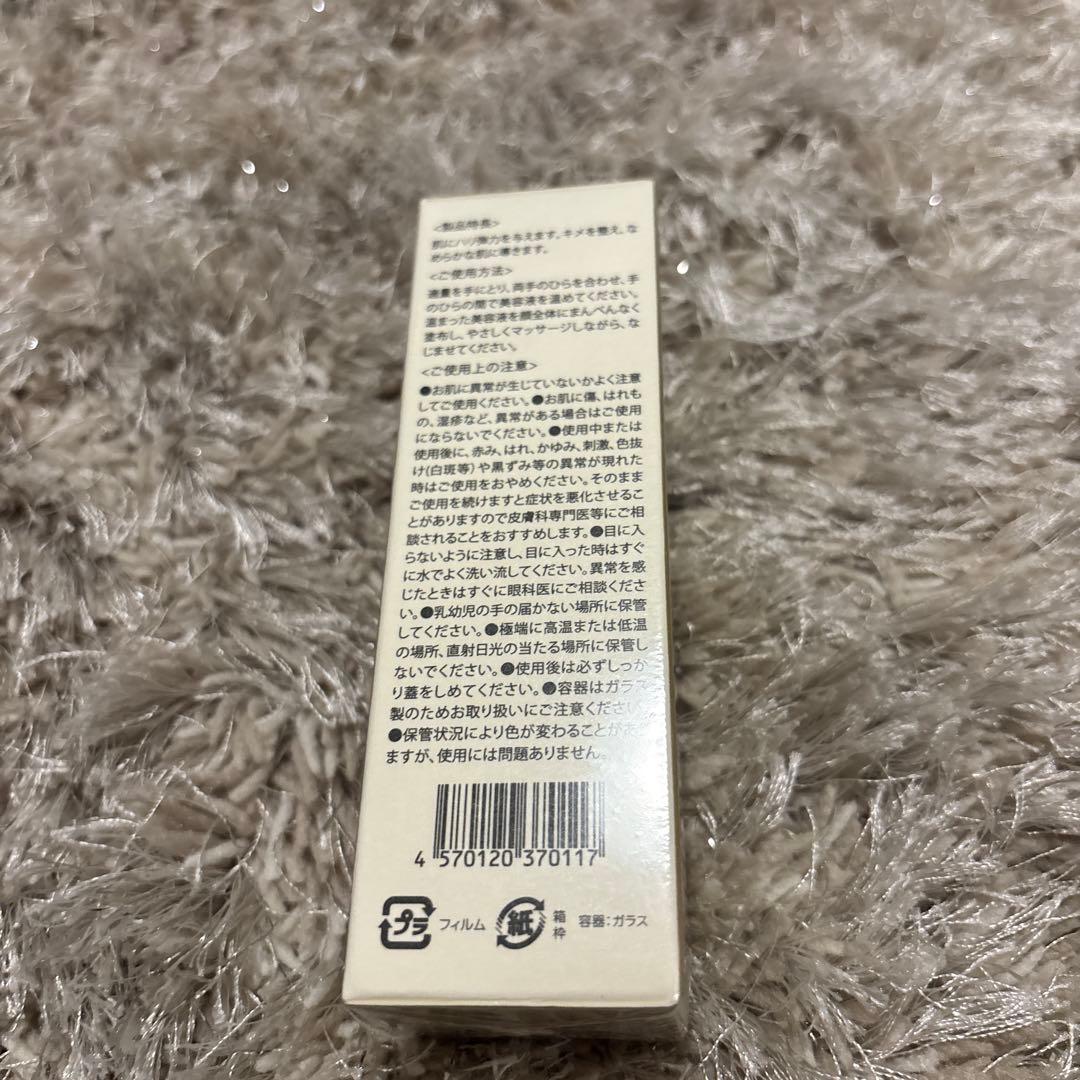 <製品特長>
肌にハリ弾力を与えます。キメを整え、な
めらかな肌に導きます。
<ご使用方法>
適量を手にとり、両手のひらを合わせ、手
のひらの間で美容液を温めてください。
温まった美容液を顔全体にまんべんなく
塗布し、やさしくマッサージしながら、な
じませてください。
<ご使用上の注意>
●お肌に異常が生じていないかよく注意
してご使用ください。●お肌に傷、はれも
の、湿疹など、異常がある場合はご使用
にならないでください。●使用中または
使用後に、赤み、はれ、かゆみ、刺激、色抜
け(白斑等)や黒ずみ等の異常が現れた
時はご使用をおやめください。そのまま
ご使用を続けますと症状を悪化させるこ
とがありますので皮膚科専門医等にご相
談されることをおすすめします。●目に入
らないように注意し、目に入った時はすぐ
に水でよく洗い流してください。異常を感
じたときはすぐに眼科医にご相談くださ
い。●乳幼児の手の届かない場所に保管
してください。●極端に高温または低温
の場所、直射日光の当たる場所に保管し
ないでください。●使用後は必ずしっか
り蓋をしめてください。●容器はガラス
製のためお取り扱いにご注意ください。
●保管状況により色が変わることがあり
ますが、使用には問題ありません。
4 570120 370117
プラ フィルム 紙 箱 容器:ガラス
枠